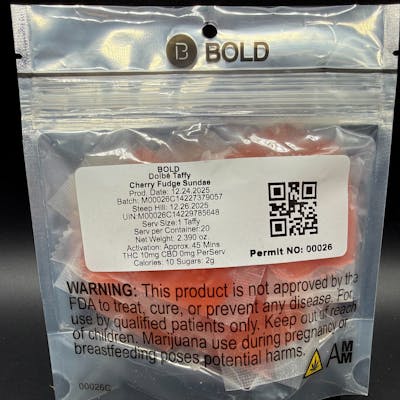 B BOLD
BOLD
Dolbé Taffy
Cherry Fudge Sundae
Prod. Date: 12.24.2025
Batch: M00026C14227379057
Steep Hill: 12.26.2025
UIN:M00026C14229785648
Serv Size:1 Taffy
Serv per Container:20
Net Weight: 2.390 oz
Activation: Approx. 45 Mins
THC 10mg CBD 0mg PerServ
Calories: 10 Sugars: 2g
Permit NO: 00026
WARNING: This product is not approved by the
FDA to treat, cure, or prevent any disease. For
use by qualified patients only. Keep out of reach
of children. Marijuana use during pregnancy or
breastfeeding poses potential harms.
AMM
00026C